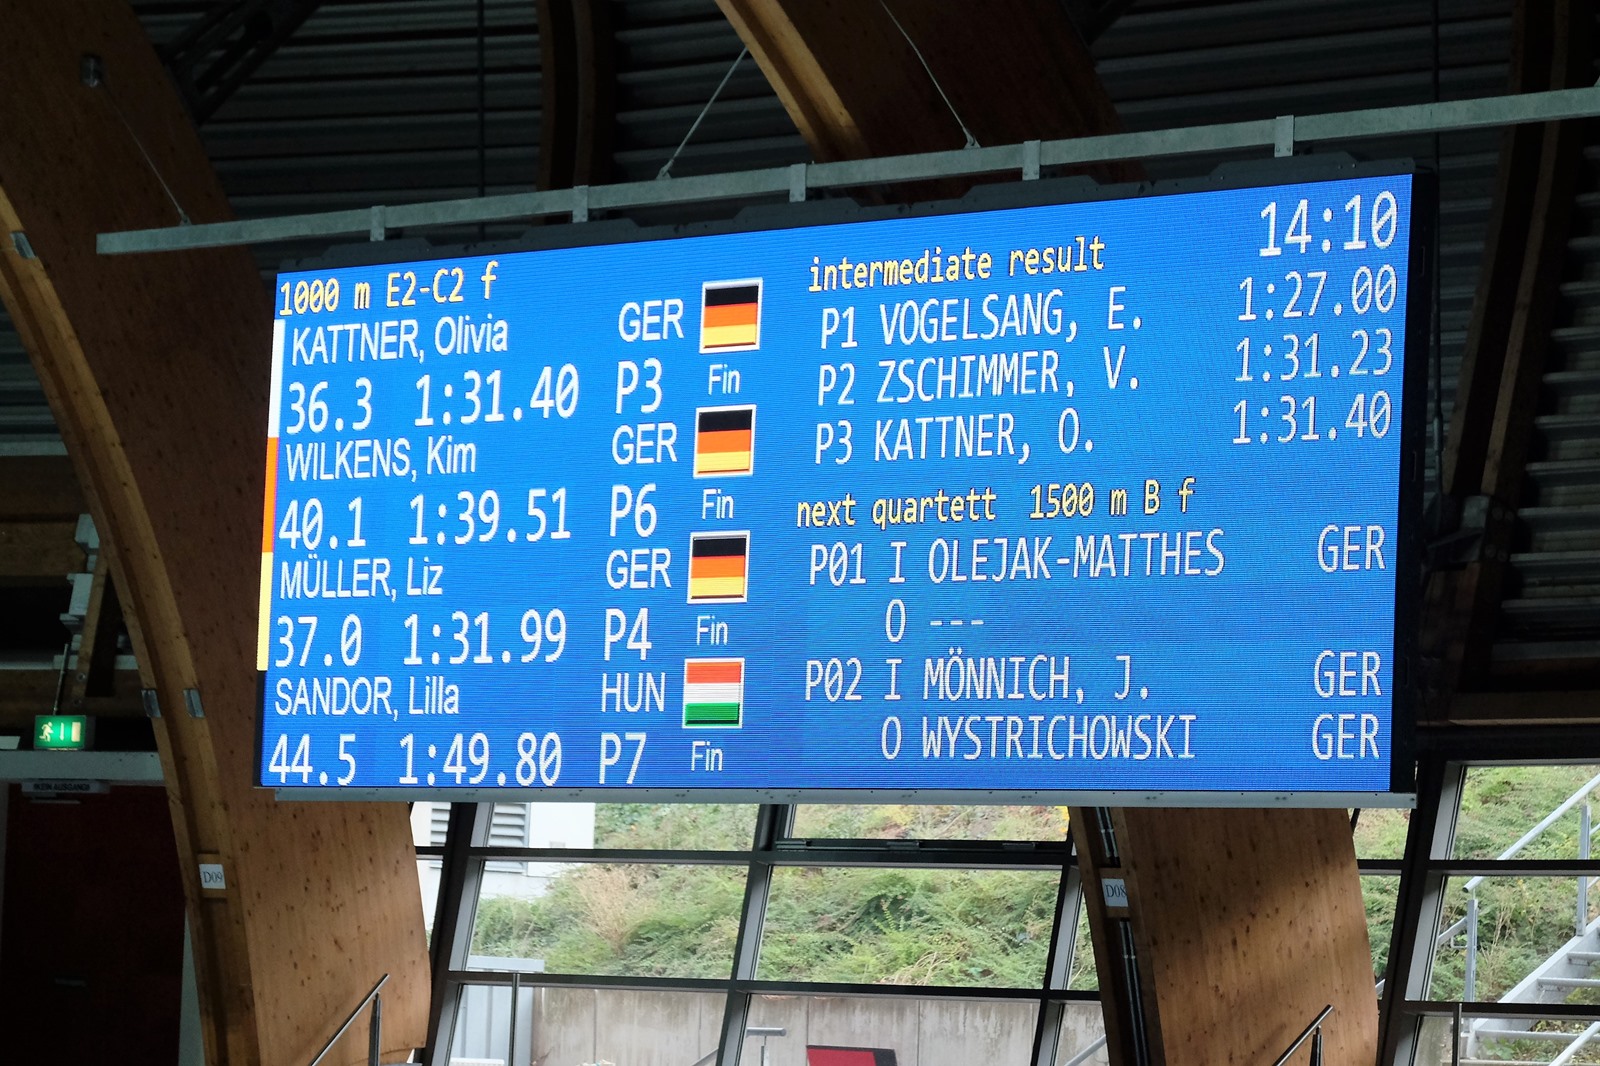 1000 m E2-C2 f
KATTNER, Olivia GER
36.3 1:31.40 P3 Fin
WILKENS, Kim GER
40.1 1:39.51 P6 Fin
MÜLLER, Liz GER
37.0 1:31.99 P4 Fin
SANDOR, Lilla HUN
44.5 1:49.80 P7 Fin
14:10
intermediate result
P1 VOGELSANG, E. 1:27.00
P2 ZSCHIMMER, V. 1:31.23
P3 KATTNER, O. 1:31.40
next quartett 1500 m B f
P01 I OLEJAK-MATTHES GER
O ---
P02 I MÖNNICH, J. GER
O WYSTRICHOWSKI GER
D09
D08